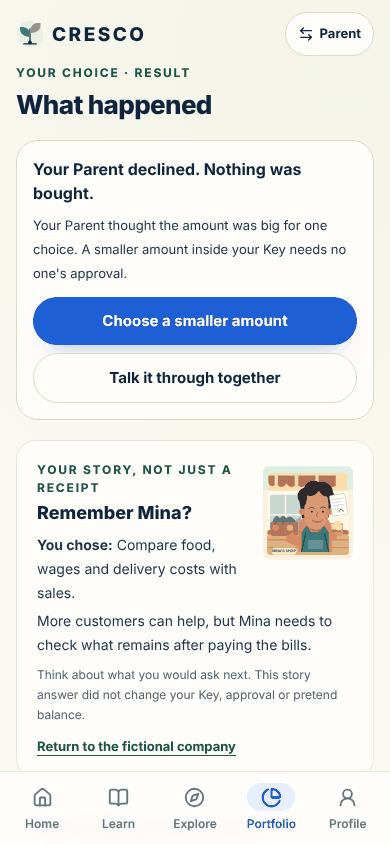 CRESCO
Parent
YOUR CHOICE · RESULT
What happened
Your Parent declined. Nothing was
bought.
Your Parent thought the amount was big for one
choice. A smaller amount inside your Key needs no
one's approval.
Choose a smaller amount
Talk it through together
YOUR STORY, NOT JUST A
RECEIPT
Remember Mina?
You chose: Compare food,
wages and delivery costs with
sales.
More customers can help, but Mina needs to
check what remains after paying the bills.
Think about what you would ask next. This story
answer did not change your Key, approval or pretend
balance.
Return to the fictional company
Home
Learn
Explore
Portfolio
Profile